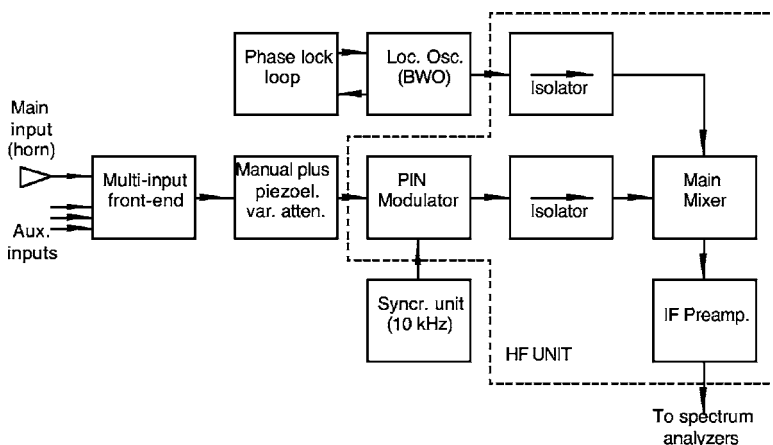 Phase lock
loop
Loc. Osc.
(BWO)
Isolator
Main
input
(horn)
Multi-input
front-end
Manual plus
piezoel.
var. atten.
PIN
Modulator
Isolator
Main
Mixer
Aux.
inputs
Syncr. unit
(10 kHz)
HF UNIT
IF Preamp.
To spectrum
analyzers